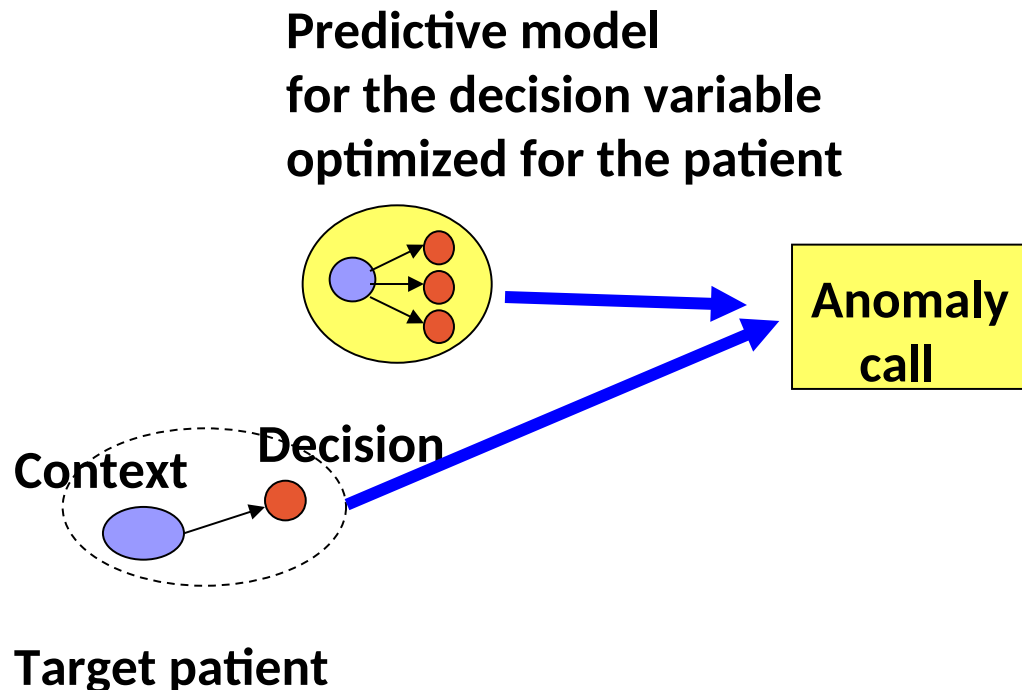 Predictive model
for the decision variable
optimized for the patient
Anomaly
call
Decision
Context
Target patient